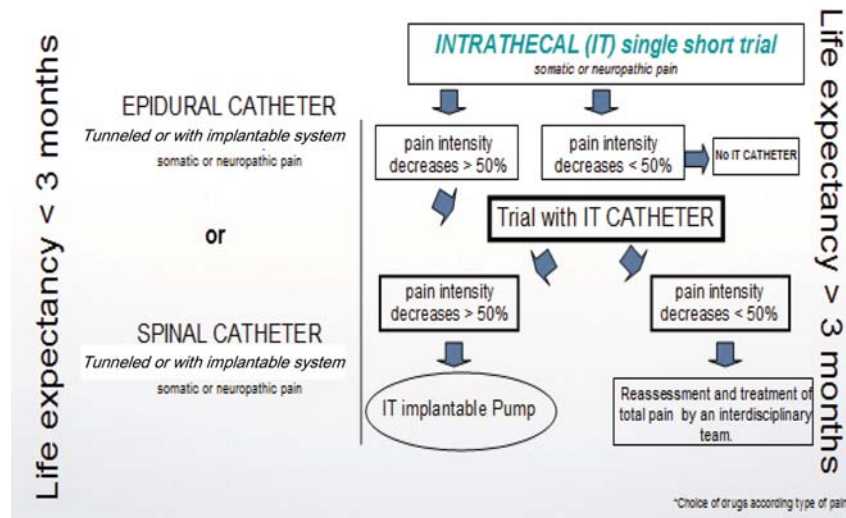 Life expectancy < 3 months
EPIDURAL CATHETER
Tunneled or with implantable system
somatic or neuropathic pain
or
SPINAL CATHETER
Tunneled or with implantable system
somatic or neuropathic pain
INTRATHECAL (IT) single short trial
somatic or neuropathic pain
pain intensity
decreases > 50%
pain intensity
decreases < 50%
No IT CATHETER
Trial with IT CATHETER
pain intensity
decreases > 50%
pain intensity
decreases < 50%
IT implantable Pump
Reassessment and treatment of
total pain by an interdisciplinary
team.
Life expectancy > 3 months
*Choice of drugs according type of pain